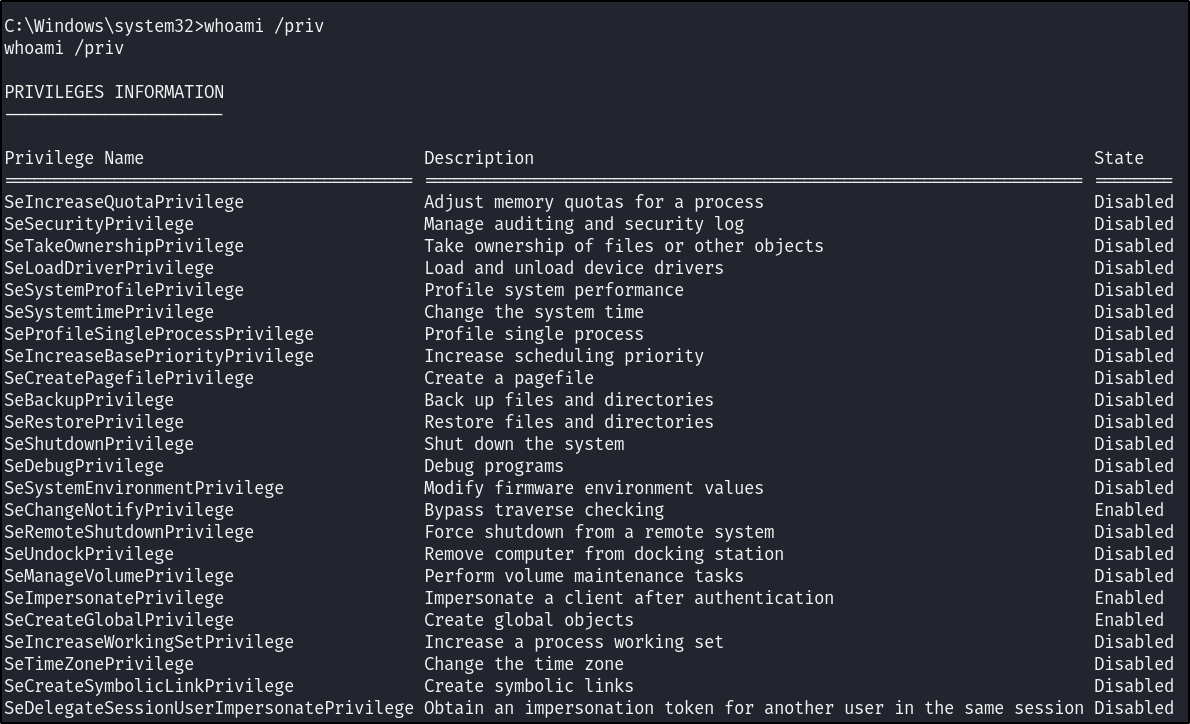 C:\Windows\system32>whoami /priv
whoami /priv
PRIVILEGES INFORMATION
----------------------
Privilege Name Description State
========================================= ================================================================== ========
SeIncreaseQuotaPrivilege Adjust memory quotas for a process Disabled
SeSecurityPrivilege Manage auditing and security log Disabled
SeTakeOwnershipPrivilege Take ownership of files or other objects Disabled
SeLoadDriverPrivilege Load and unload device drivers Disabled
SeSystemProfilePrivilege Profile system performance Disabled
SeSystemtimePrivilege Change the system time Disabled
SeProfileSingleProcessPrivilege Profile single process Disabled
SeIncreaseBasePriorityPrivilege Increase scheduling priority Disabled
SeCreatePagefilePrivilege Create a pagefile Disabled
SeBackupPrivilege Back up files and directories Disabled
SeRestorePrivilege Restore files and directories Disabled
SeShutdownPrivilege Shut down the system Disabled
SeDebugPrivilege Debug programs Disabled
SeSystemEnvironmentPrivilege Modify firmware environment values Disabled
SeChangeNotifyPrivilege Bypass traverse checking Enabled
SeRemoteShutdownPrivilege Force shutdown from a remote system Disabled
SeUndockPrivilege Remove computer from docking station Disabled
SeManageVolumePrivilege Perform volume maintenance tasks Disabled
SeImpersonatePrivilege Impersonate a client after authentication Enabled
SeCreateGlobalPrivilege Create global objects Enabled
SeIncreaseWorkingSetPrivilege Increase a process working set Disabled
SeTimeZonePrivilege Change the time zone Disabled
SeCreateSymbolicLinkPrivilege Create symbolic links Disabled
SeDelegateSessionUserImpersonatePrivilege Obtain an impersonation token for another user in the same session Disabled